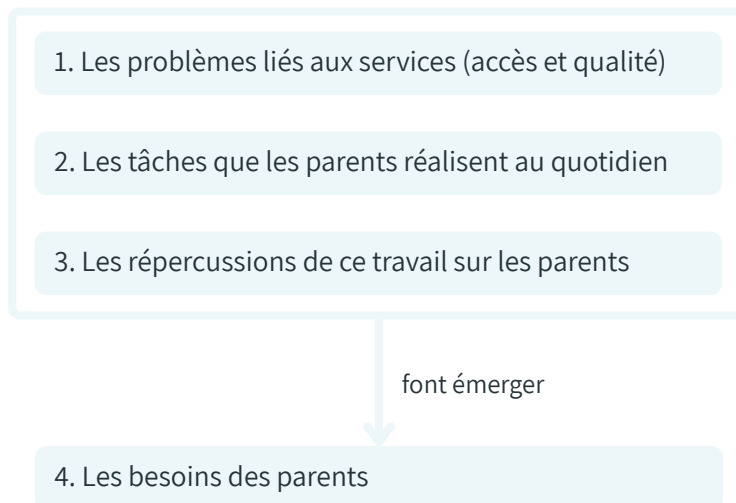 1. Les problèmes liés aux services (accès et qualité)
2. Les tâches que les parents réalisent au quotidien
3. Les répercussions de ce travail sur les parents
font émerger
4. Les besoins des parents